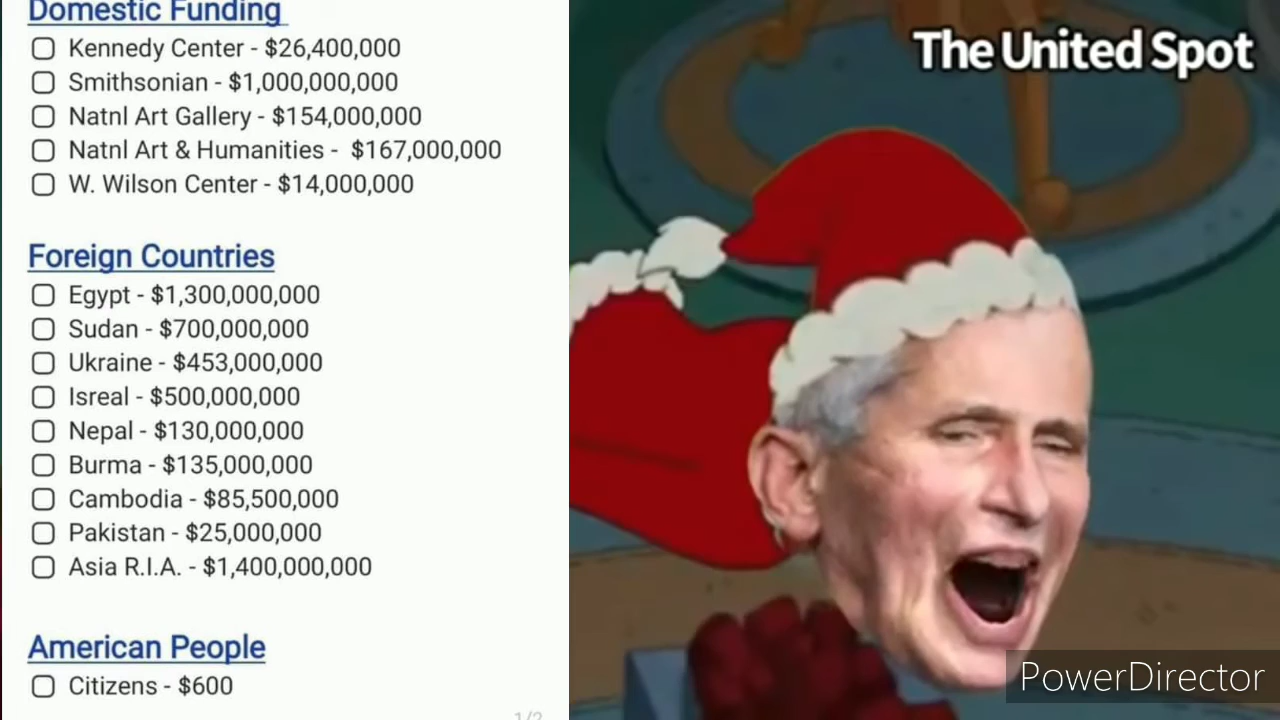 Domestic Funding
Kennedy Center - $26,400,000
Smithsonian - $1,000,000,000
Natnl Art Gallery - $154,000,000
Natnl Art & Humanities - $167,000,000
W. Wilson Center - $14,000,000
Foreign Countries
Egypt - $1,300,000,000
Sudan - $700,000,000
Ukraine - $453,000,000
Isreal - $500,000,000
Nepal - $130,000,000
Burma - $135,000,000
Cambodia - $85,500,000
Pakistan - $25,000,000
Asia R.I.A. - $1,400,000,000
American People
Citizens - $600
1/2
The United Spot
PowerDirector